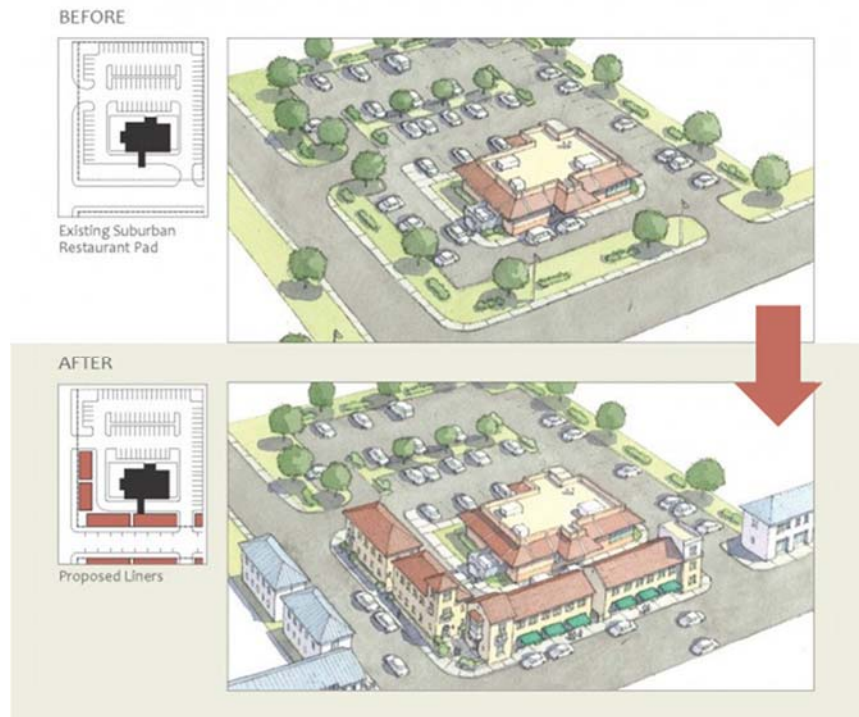 BEFORE
Existing Suburban
Restaurant Pad
AFTER
Proposed Liners